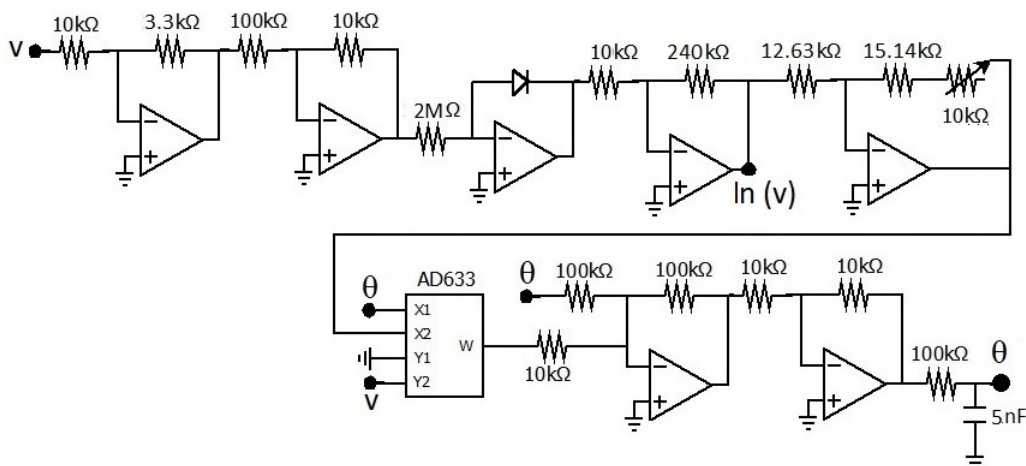 10kΩ 3.3kΩ 100kΩ 10kΩ
v
10kΩ 240kΩ 12.63kΩ 15.14kΩ
10kΩ
2MΩ
ln (v)
AD633
θ
X1
X2
Y1
Y2
W
v
θ 100kΩ 100kΩ 10kΩ 10kΩ
10kΩ
100kΩ θ
5nF